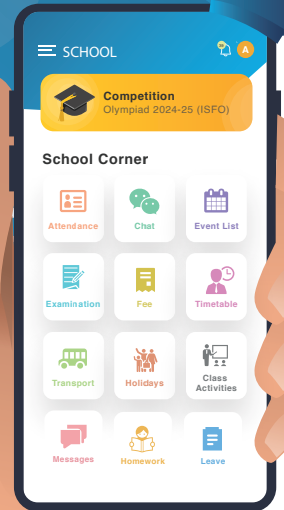 SCHOOL
A
Competition
Olympiad 2024-25 (ISFO)
School Corner
Attendance
Chat
Event List
Examination
Fee
Timetable
Transport
Holidays
Class
Activities
Messages
Homework
Leave